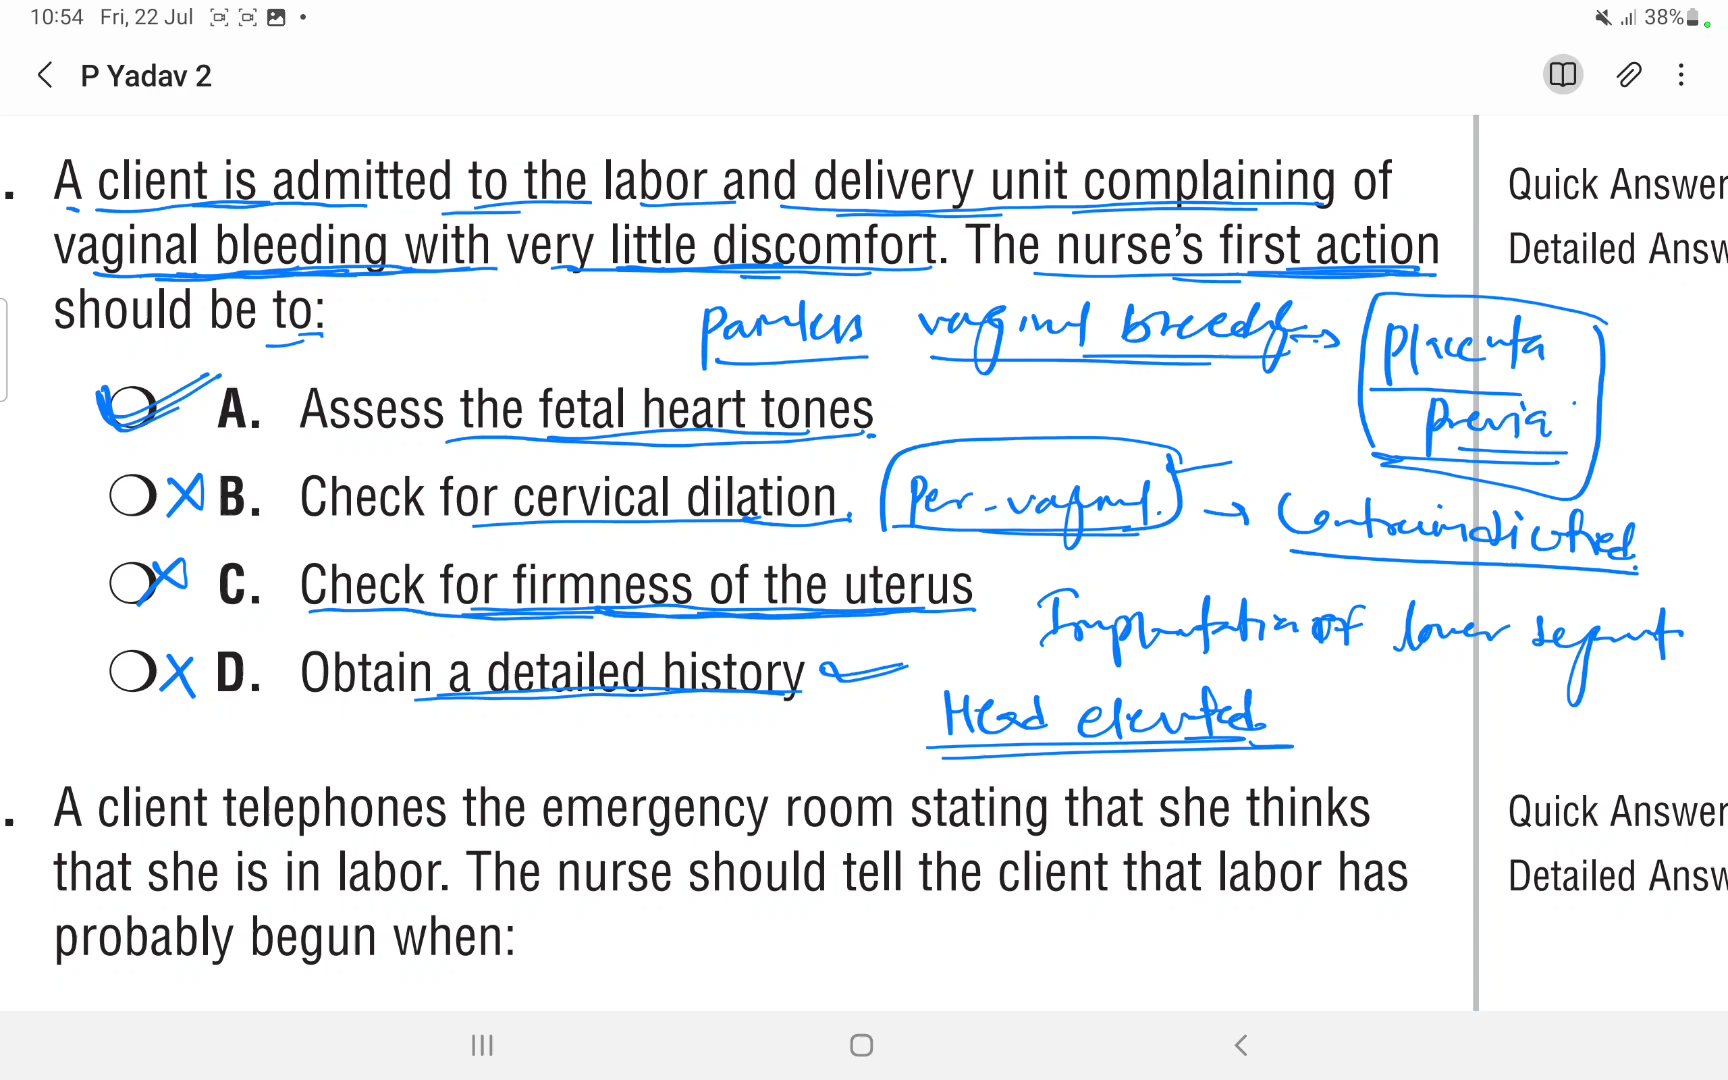 10:54 Fri, 22 Jul 38%
P Yadav 2
. A client is admitted to the labor and delivery unit complaining of
vaginal bleeding with very little discomfort. The nurse's first action
should be to:
Quick Answer
Detailed Answ
painless vaginal bleedy → Placenta
previa
A. Assess the fetal heart tones.
B. Check for cervical dilation. (Per-vaginal.) → Contraindicated.
C. Check for firmness of the uterus
Implantation of lower segment
D. Obtain a detailed history
Head elevated.
. A client telephones the emergency room stating that she thinks
that she is in labor. The nurse should tell the client that labor has
probably begun when:
Quick Answer
Detailed Answ